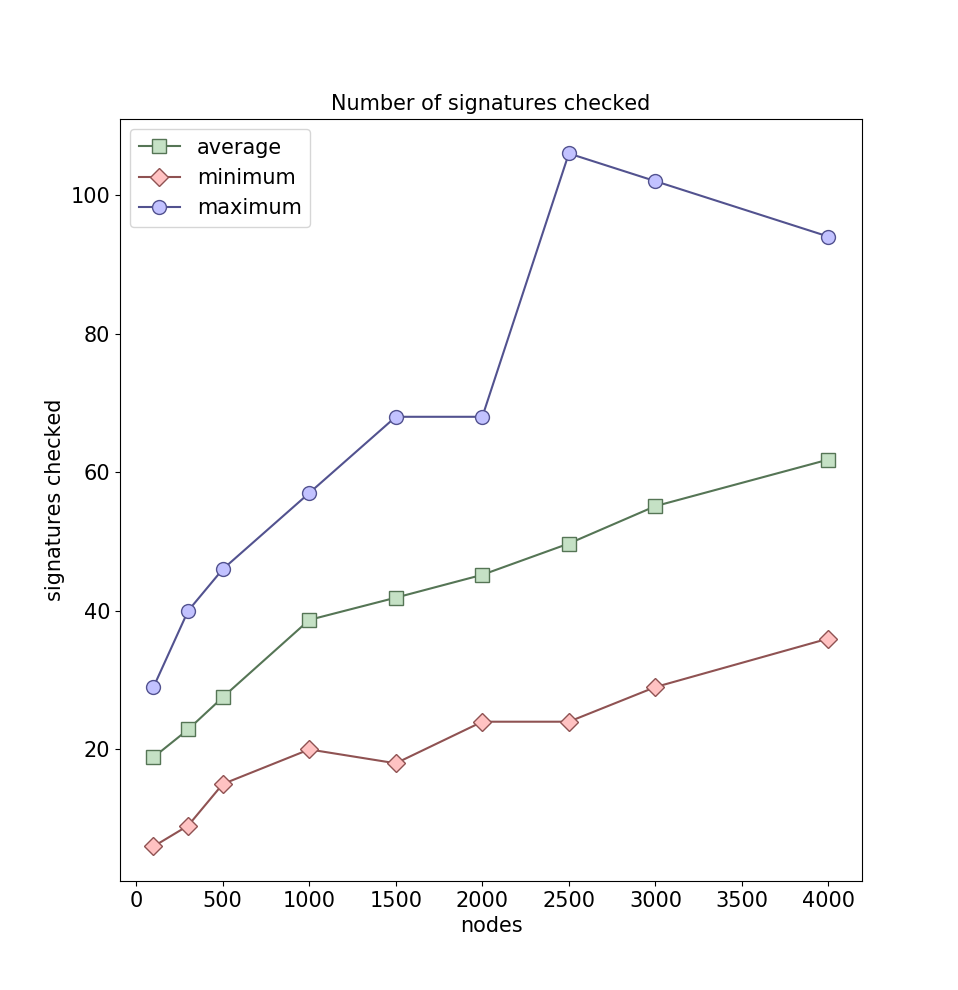 Number of signatures checked
average
minimum
maximum
100
80
60
40
20
signatures checked
0 500 1000 1500 2000 2500 3000 3500 4000
nodes